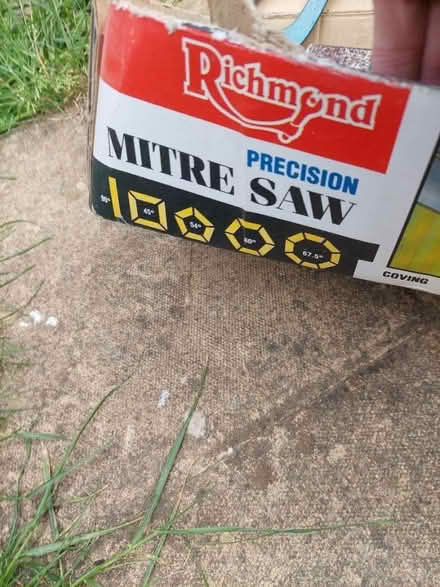 Richmond
PRECISION
MITRE SAW
90° 45° 54° 60° 67.5°
COVING